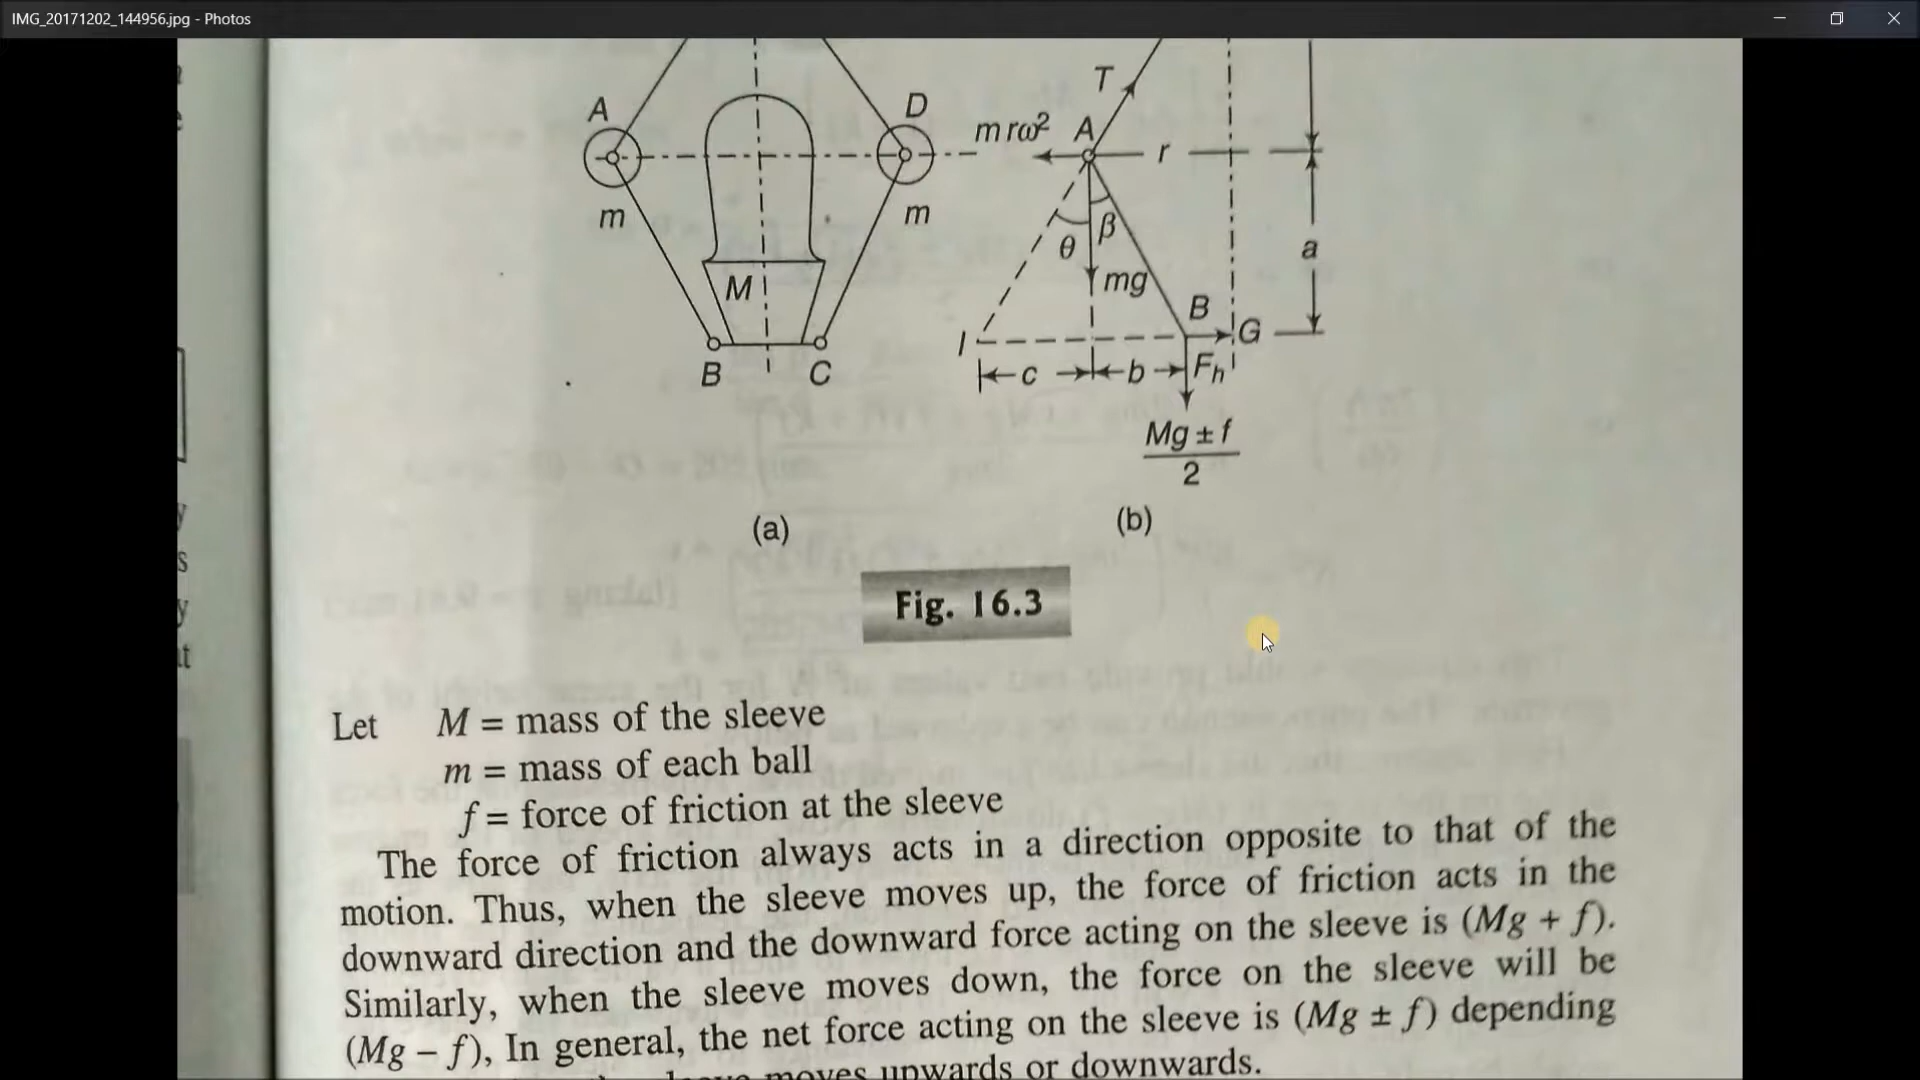 IMG_20171202_144956.jpg - Photos
A
D
m
m
M
B
C
(a)
T
mrω² A
r
θ
β
mg
a
I
B
G
c
b
Fh
Mg ± f
2
(b)
Fig. 16.3
Let M = mass of the sleeve
m = mass of each ball
f = force of friction at the sleeve
The force of friction always acts in a direction opposite to that of the
motion. Thus, when the sleeve moves up, the force of friction acts in the
downward direction and the downward force acting on the sleeve is (Mg + f).
Similarly, when the sleeve moves down, the force on the sleeve will be
(Mg – f), In general, the net force acting on the sleeve is (Mg ± f) depending
moves upwards or downwards.